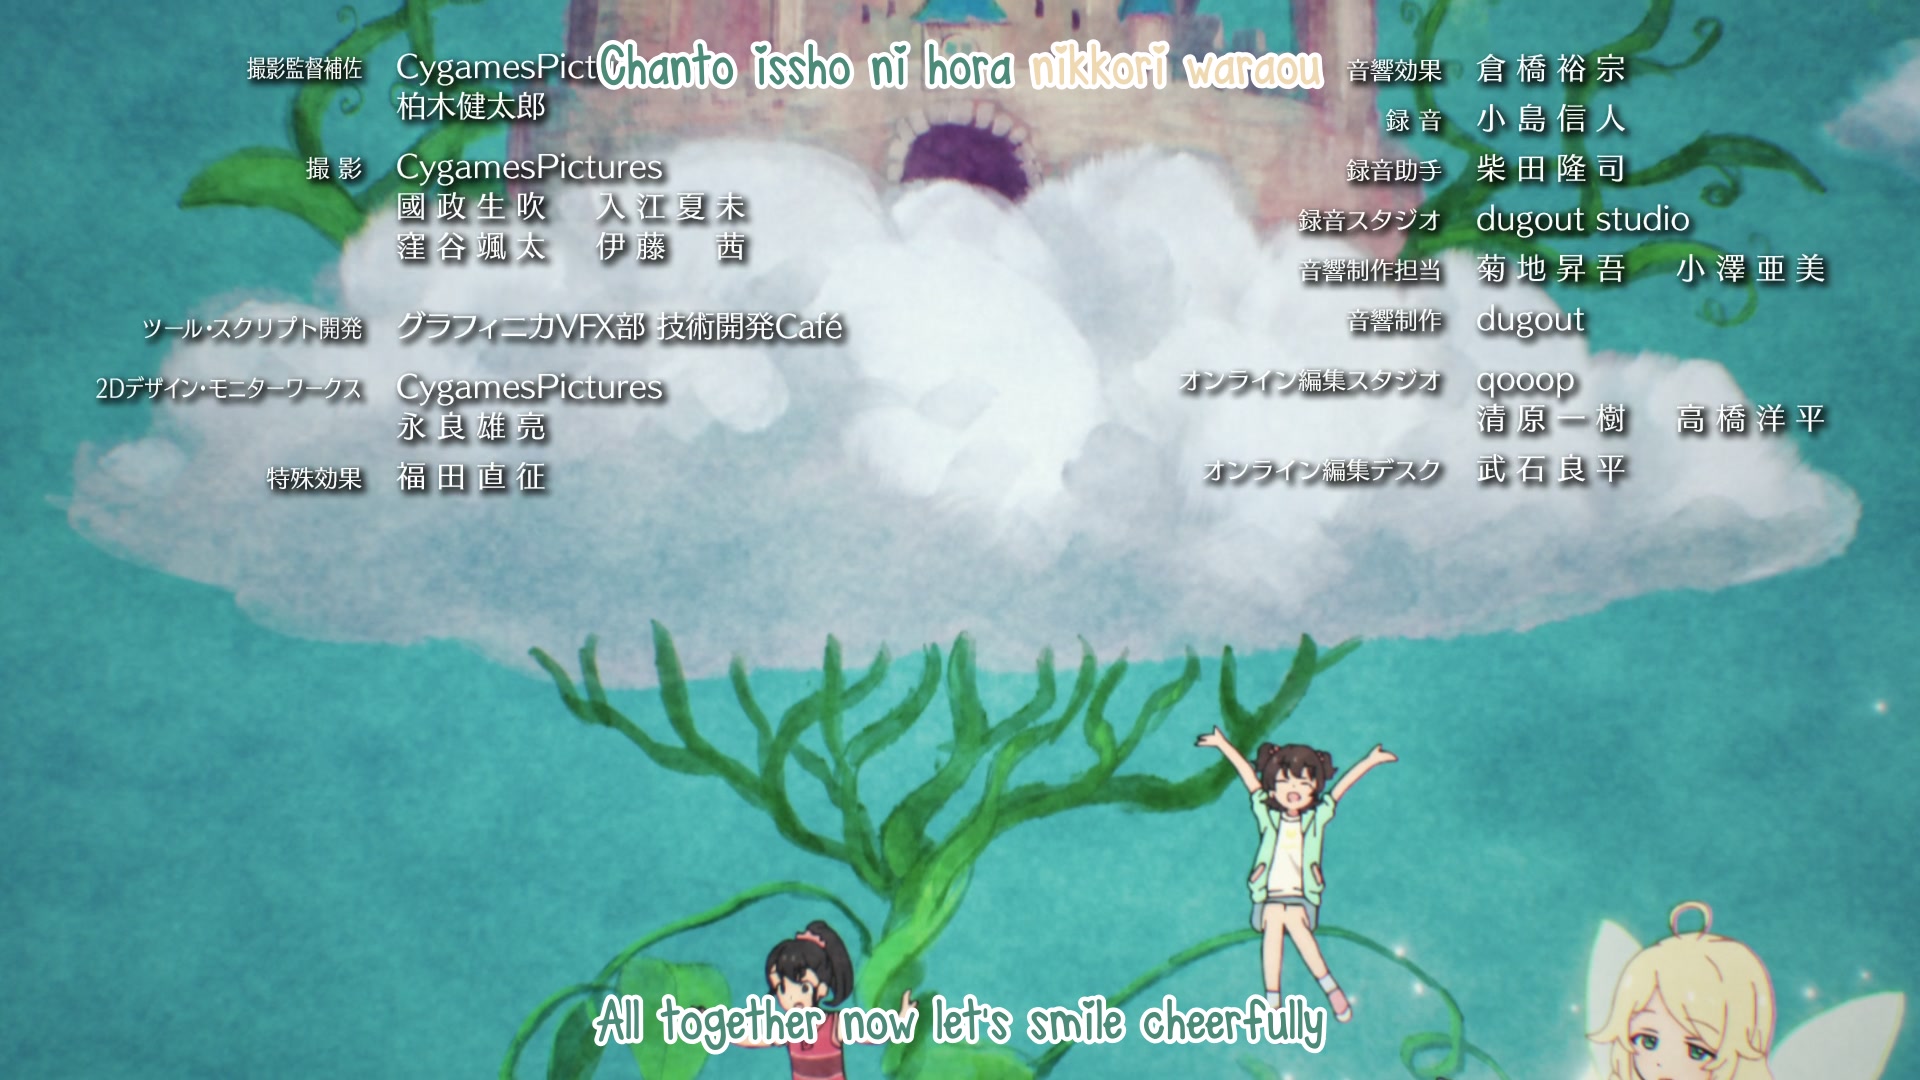 Chanto issho ni hora nikkori waraou
撮影監督補佐 CygamesPict
柏木健太郎
撮影 CygamesPictures
國政生吹 入江夏未
窪谷颯太 伊藤 茜
ツール・スクリプト開発 グラフィニカVFX部 技術開発Café
2Dデザイン・モニターワークス CygamesPictures
永良雄亮
特殊効果 福田直征
音響効果 倉橋裕宗
録音 小島信人
録音助手 柴田隆司
録音スタジオ dugout studio
音響制作担当 菊地昇吾 小澤亜美
音響制作 dugout
オンライン編集スタジオ qooop
清原一樹 高橋洋平
オンライン編集デスク 武石良平
All together now let's smile cheerfully